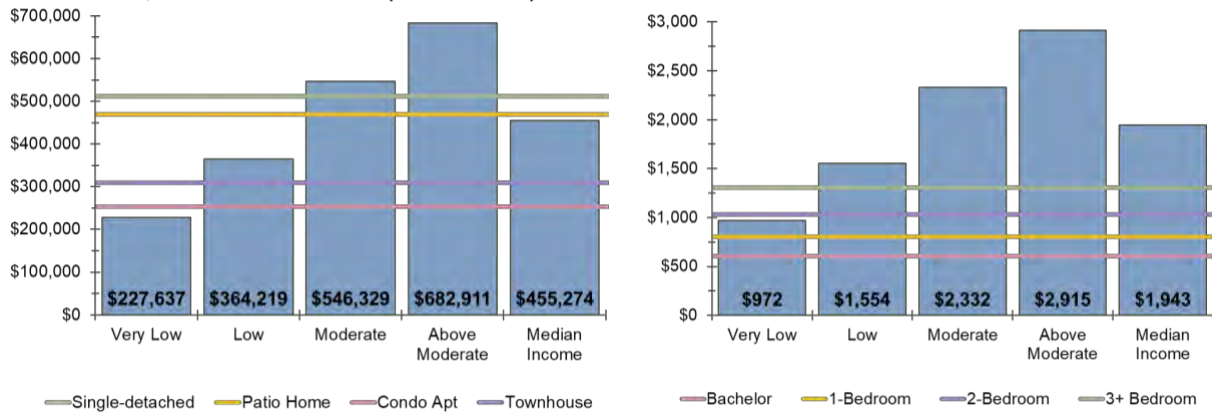 $700,000
$600,000
$500,000
$400,000
$300,000
$200,000
$100,000
$0
$227,637 $364,219 $546,329 $682,911 $455,274
Very Low Low Moderate Above Moderate Median Income
Single-detached Patio Home Condo Apt Townhouse
$3,000
$2,500
$2,000
$1,500
$1,000
$500
$0
$972 $1,554 $2,332 $2,915 $1,943
Very Low Low Moderate Above Moderate Median Income
Bachelor 1-Bedroom 2-Bedroom 3+ Bedroom